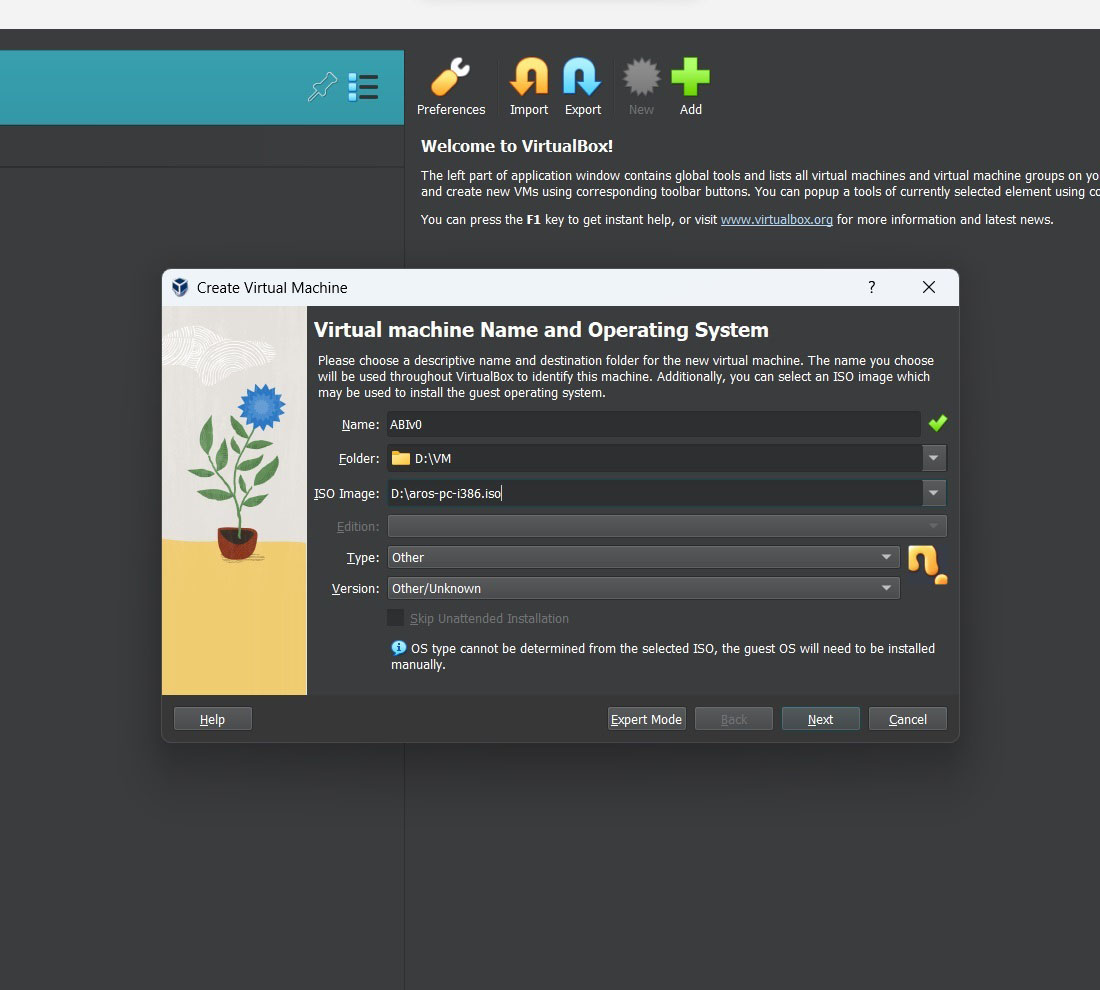 Preferences
Import
Export
New
Add
Welcome to VirtualBox!
The left part of application window contains global tools and lists all virtual machines and virtual machine groups on yo
and create new VMs using corresponding toolbar buttons. You can popup a tools of currently selected element using co
You can press the F1 key to get instant help, or visit www.virtualbox.org for more information and latest news.
Create Virtual Machine
?
Virtual machine Name and Operating System
Please choose a descriptive name and destination folder for the new virtual machine. The name you choose
will be used throughout VirtualBox to identify this machine. Additionally, you can select an ISO image which
may be used to install the guest operating system.
Name: ABIv0
Folder: D:\VM
ISO Image: D:\aros-pc-i386.iso
Edition:
Type: Other
Version: Other/Unknown
Skip Unattended Installation
OS type cannot be determined from the selected ISO, the guest OS will need to be installed
manually.
Help
Expert Mode
Back
Next
Cancel